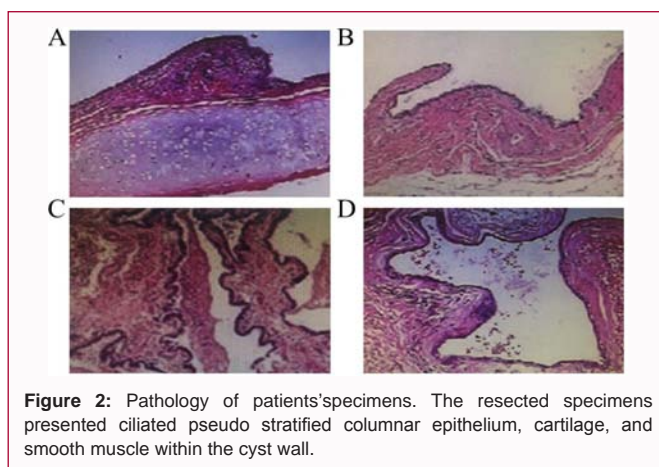 A
B
C
D
Figure 2: Pathology of patients'specimens. The resected specimens
presented ciliated pseudo stratified columnar epithelium, cartilage, and
smooth muscle within the cyst wall.